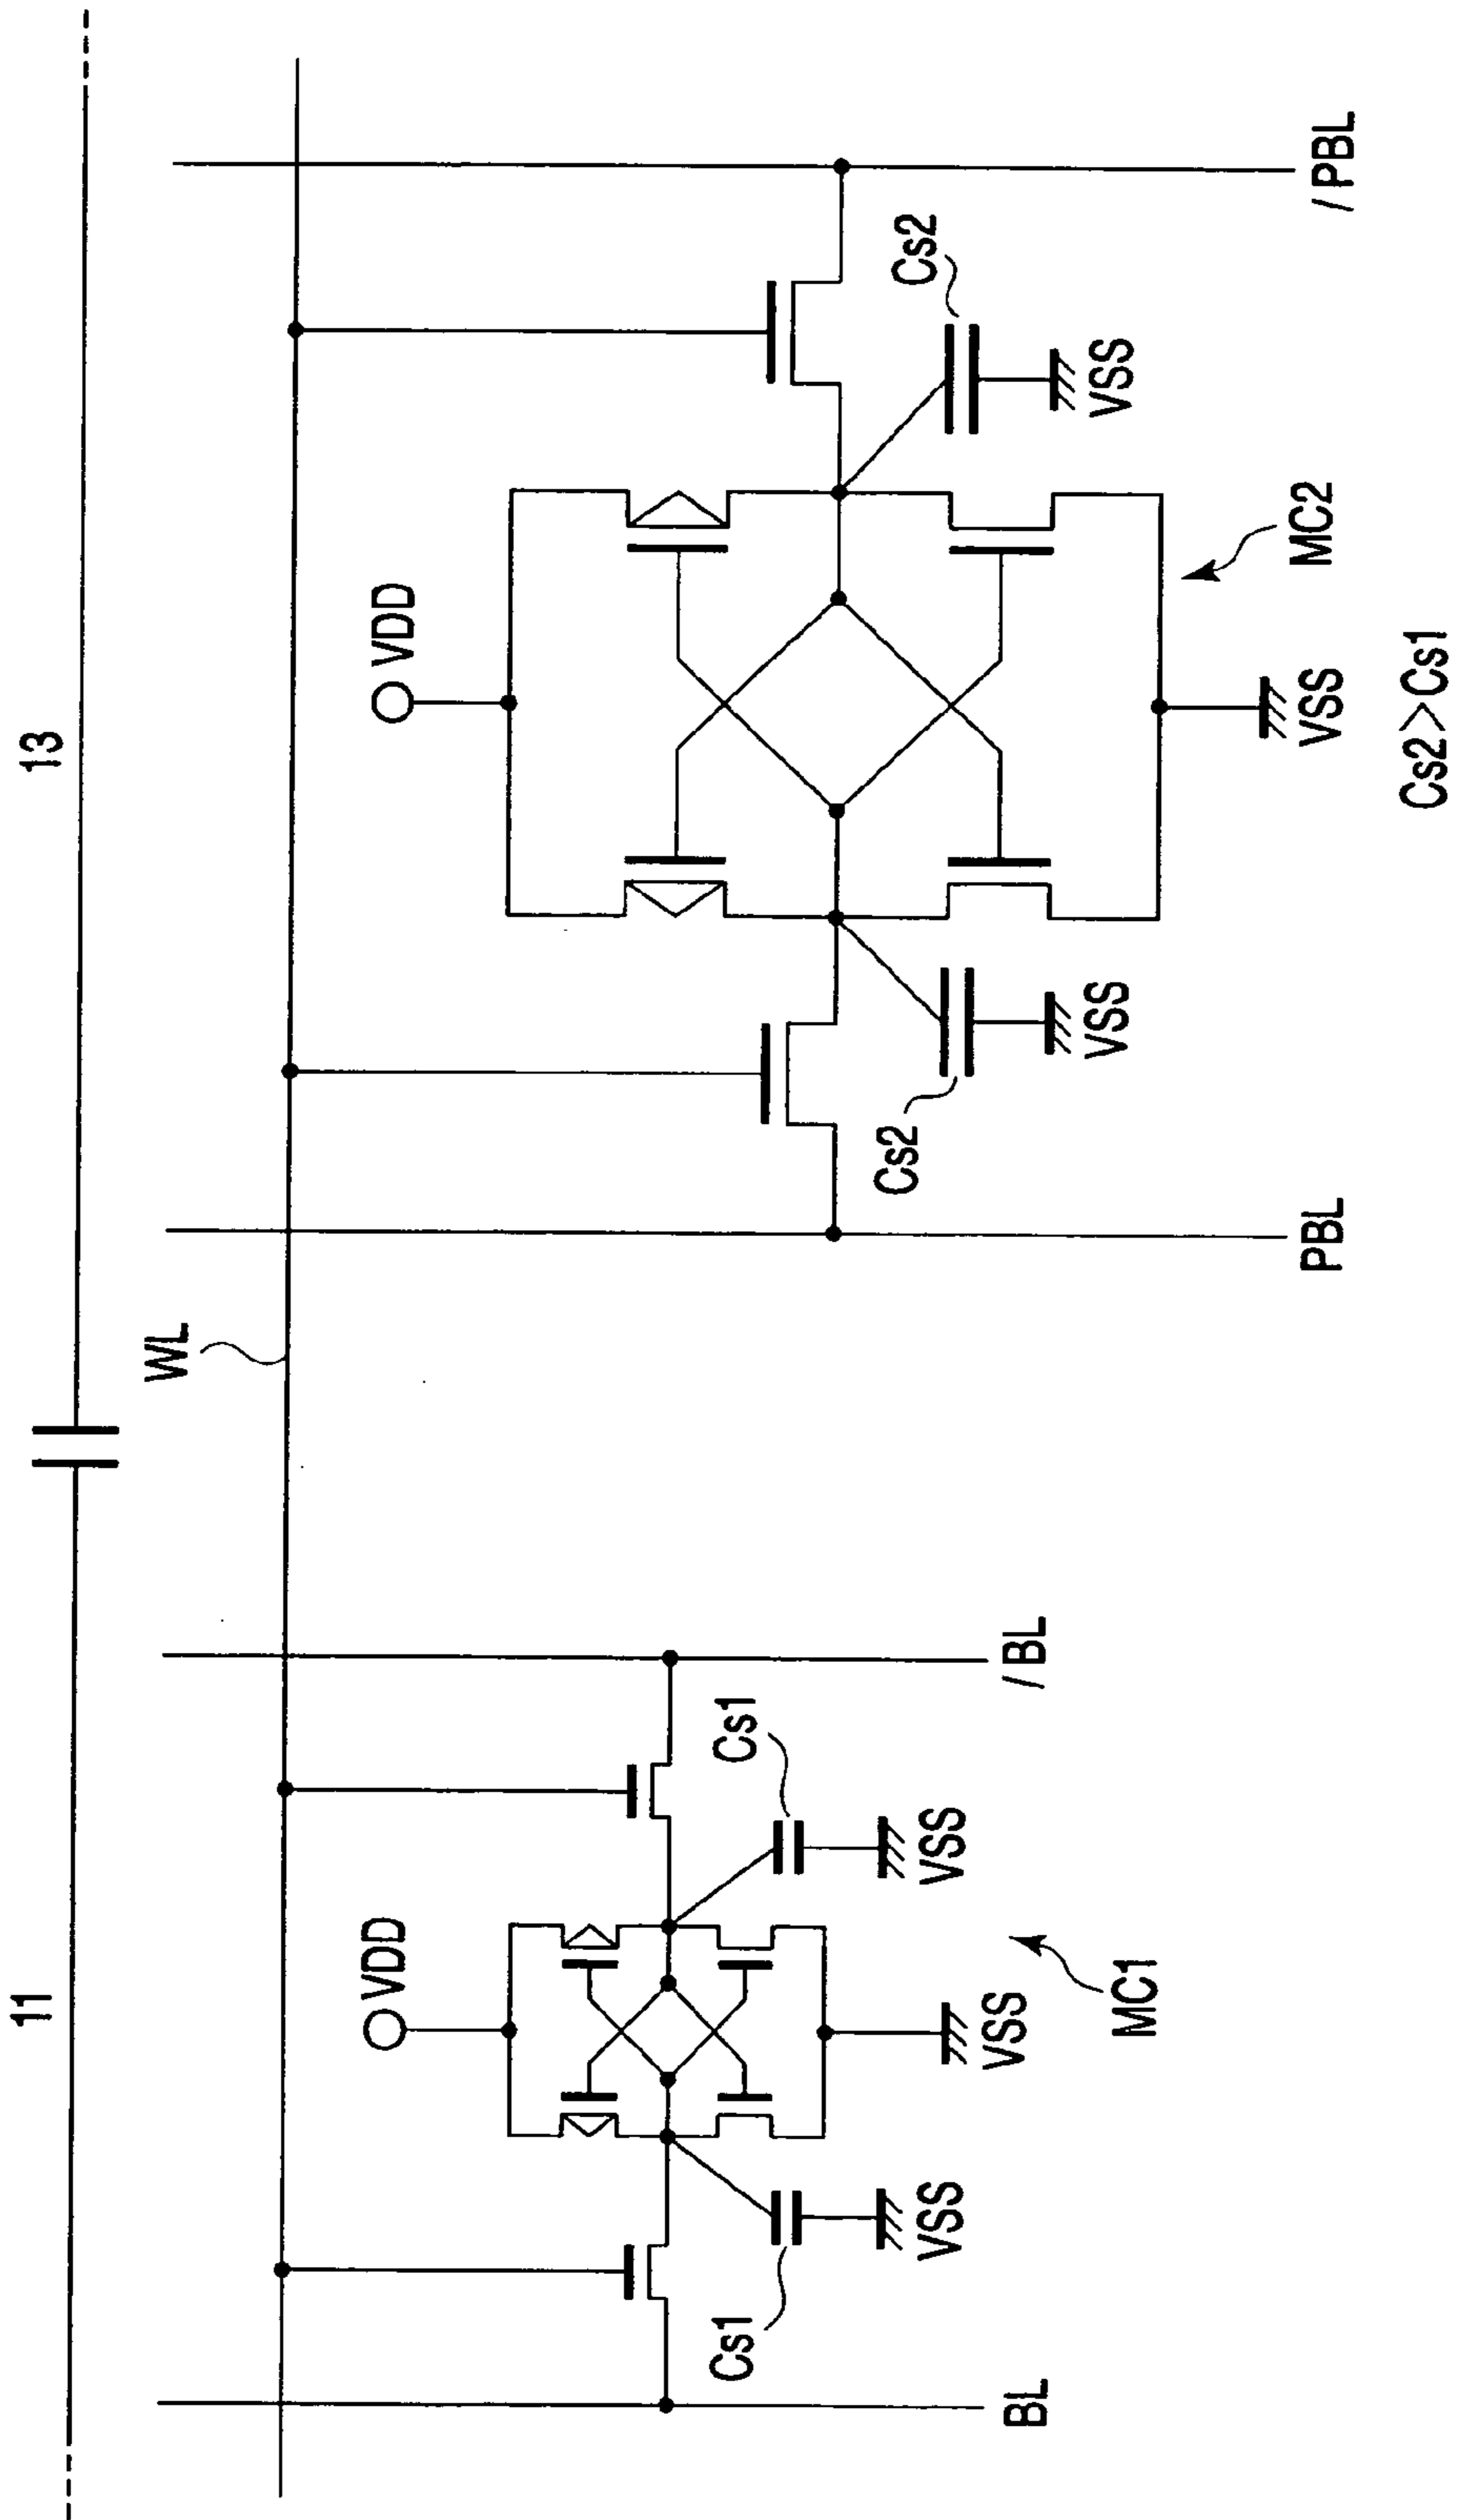 11
13
WL
VDD
VDD
Cs1
Cs1
Cs2
Cs2
VSS
VSS
VSS
VSS
VSS
VSS
BL
/BL
PBL
/PBL
MC1
MC2
Cs2>Cs1